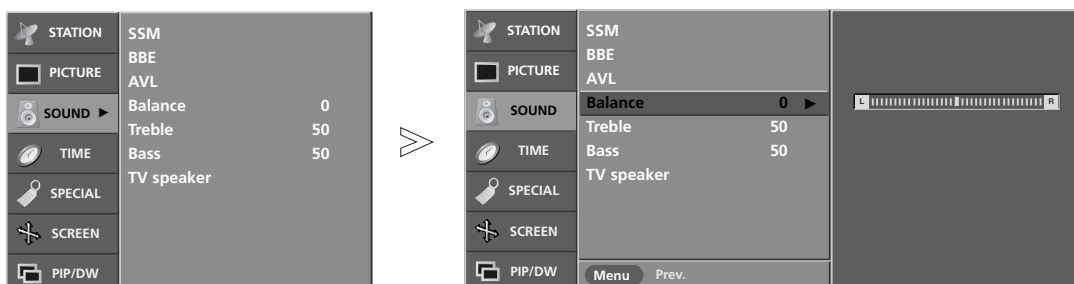 STATION
PICTURE
SOUND ►
TIME
SPECIAL
SCREEN
PIP/DW
SSM
BBE
AVL
Balance 0
Treble 50
Bass 50
TV speaker
STATION
PICTURE
SOUND
TIME
SPECIAL
SCREEN
PIP/DW
SSM
BBE
AVL
Balance 0 ►
Treble 50
Bass 50
TV speaker
Menu Prev.
L R